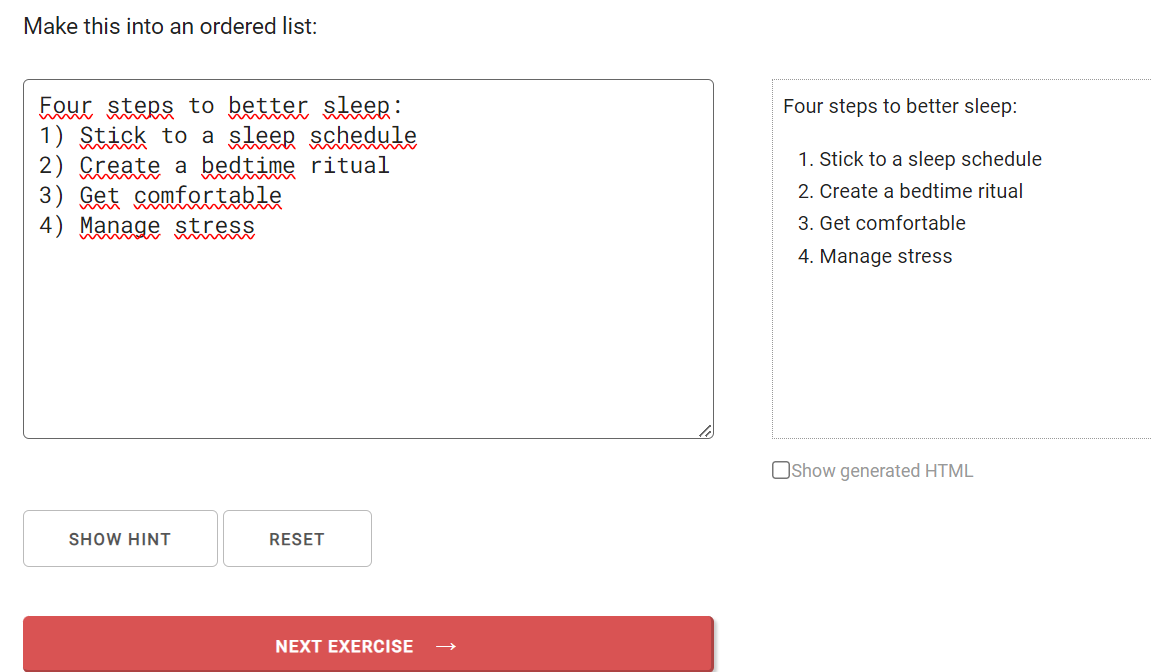 Make this into an ordered list:
Four steps to better sleep:
1) Stick to a sleep schedule
2) Create a bedtime ritual
3) Get comfortable
4) Manage stress
Four steps to better sleep:
1. Stick to a sleep schedule
2. Create a bedtime ritual
3. Get comfortable
4. Manage stress
Show generated HTML
SHOW HINT
RESET
NEXT EXERCISE →